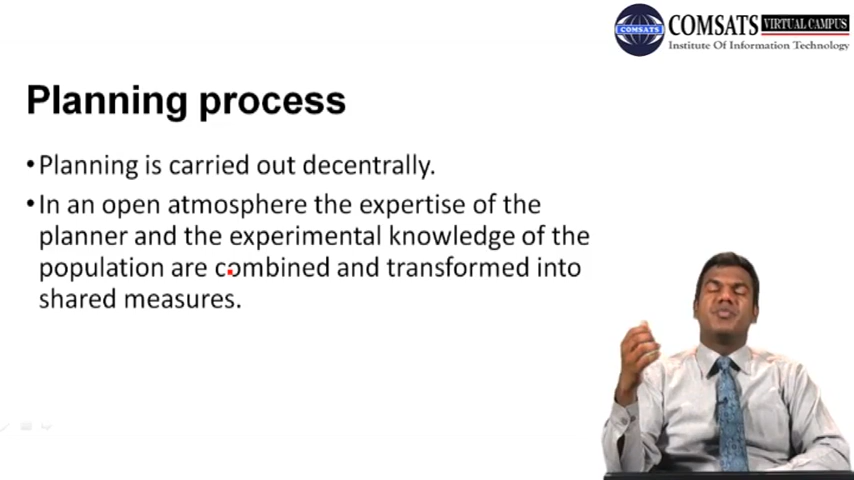 COMSATS VIRTUAL CAMPUS
COMSATS
Institute Of Information Technology
Planning process
•Planning is carried out decentrally.
•In an open atmosphere the expertise of the
planner and the experimental knowledge of the
population are combined and transformed into
shared measures.